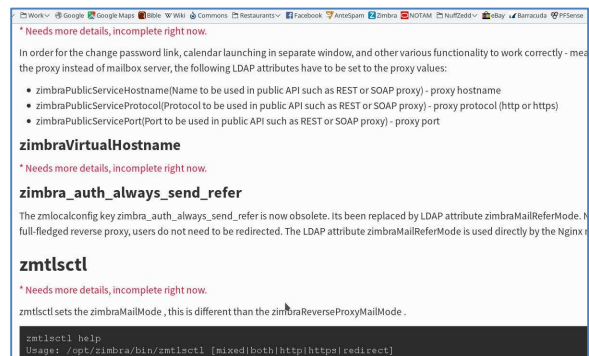 Work Google Google Maps Bible Wiki Commons Restaurants Facebook AnteSpam Zimbra NOTAM NuffZedd eBay Barracuda PFSense
* Needs more details, incomplete right now.
In order for the change password link, calendar launching in separate window, and other various functionality to work correctly - mea
the proxy instead of mailbox server, the following LDAP attributes have to be set to the proxy values:
• zimbraPublicServiceHostname(Name to be used in public API such as REST or SOAP proxy) - proxy hostname
• zimbraPublicServiceProtocol(Protocol to be used in public API such as REST or SOAP proxy) - proxy protocol (http or https)
• zimbraPublicServicePort(Port to be used in public API such as REST or SOAP proxy) - proxy port
zimbraVirtualHostname
* Needs more details, incomplete right now.
zimbra_auth_always_send_refer
The zmlocalconfig key zimbra_auth_always_send_refer is now obsolete. Its been replaced by LDAP attribute zimbraMailReferMode. N
full-fledged reverse proxy, users do not need to be redirected. The LDAP attribute zimbraMailReferMode is used directly by the Nginx r
zmtlsctl
* Needs more details, incomplete right now.
zmtlsctl sets the zimbraMailMode , this is different than the zimbraReverseProxyMailMode .
zmtlsctl help
Usage: /opt/zimbra/bin/zmtlsctl [mixed|both|http|https|redirect]